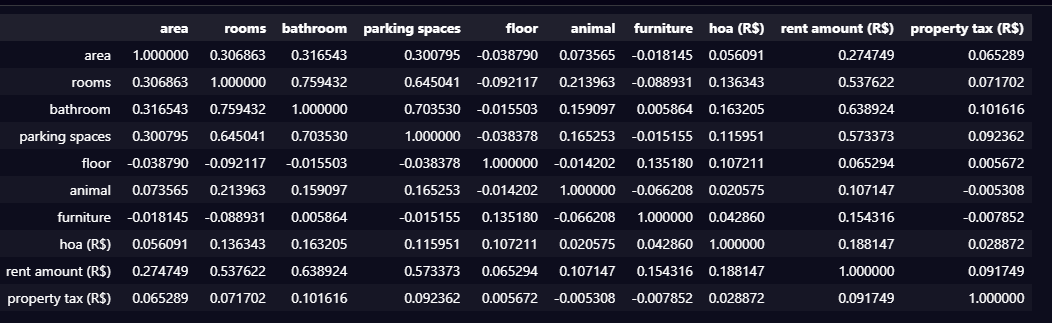 area rooms bathroom parking spaces floor animal furniture hoa (R$) rent amount (R$) property tax (R$)
area 1.000000 0.306863 0.316543 0.300795 -0.038790 0.073565 -0.018145 0.056091 0.274749 0.065289
rooms 0.306863 1.000000 0.759432 0.645041 -0.092117 0.213963 -0.088931 0.136343 0.537622 0.071702
bathroom 0.316543 0.759432 1.000000 0.703530 -0.015503 0.159097 0.005864 0.163205 0.638924 0.101616
parking spaces 0.300795 0.645041 0.703530 1.000000 -0.038378 0.165253 -0.015155 0.115951 0.573373 0.092362
floor -0.038790 -0.092117 -0.015503 -0.038378 1.000000 -0.014202 0.135180 0.107211 0.065294 0.005672
animal 0.073565 0.213963 0.159097 0.165253 -0.014202 1.000000 -0.066208 0.020575 0.107147 -0.005308
furniture -0.018145 -0.088931 0.005864 -0.015155 0.135180 -0.066208 1.000000 0.042860 0.154316 -0.007852
hoa (R$) 0.056091 0.136343 0.163205 0.115951 0.107211 0.020575 0.042860 1.000000 0.188147 0.028872
rent amount (R$) 0.274749 0.537622 0.638924 0.573373 0.065294 0.107147 0.154316 0.188147 1.000000 0.091749
property tax (R$) 0.065289 0.071702 0.101616 0.092362 0.005672 -0.005308 -0.007852 0.028872 0.091749 1.000000